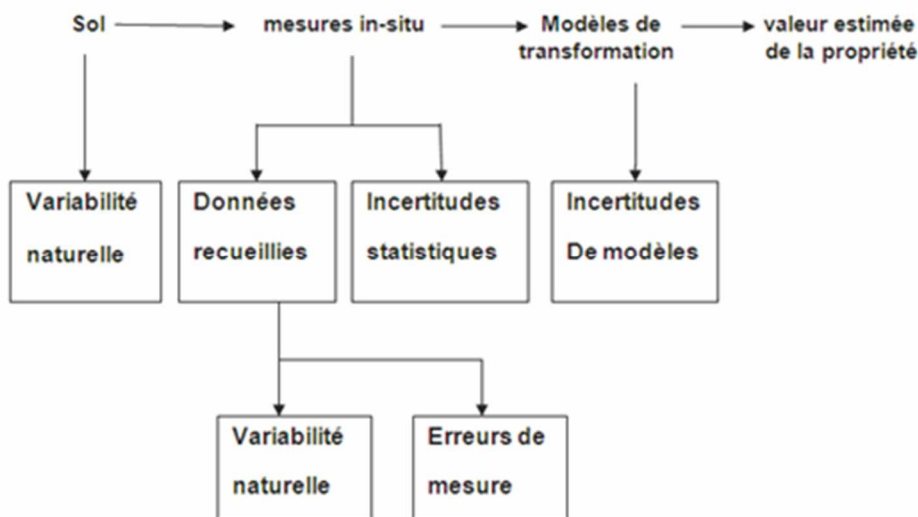 Sol
mesures in-situ
Modèles de
transformation
valeur estimée
de la propriété
Variabilité
naturelle
Données
recueillies
Incertitudes
statistiques
Incertitudes
De modèles
Variabilité
naturelle
Erreurs de
mesure